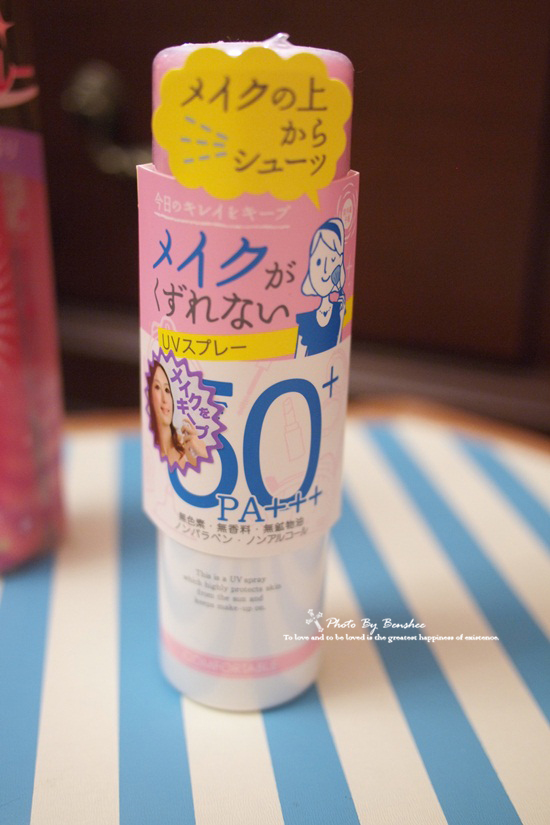 メイクの上
から
シューッ
今日のキレイをキープ
メイクが
くずれない
UVスプレー
メイクを
キープ
50+
PA+++
無色素・無香料・無鉱物油
ノンパラベン・ノンアルコール
This is a UV spray
which highly protects skin
from the sun and
keeps make-up on.
COMFORTABLE
Photo By Benshee
To love and to be loved is the greatest happiness of existence.